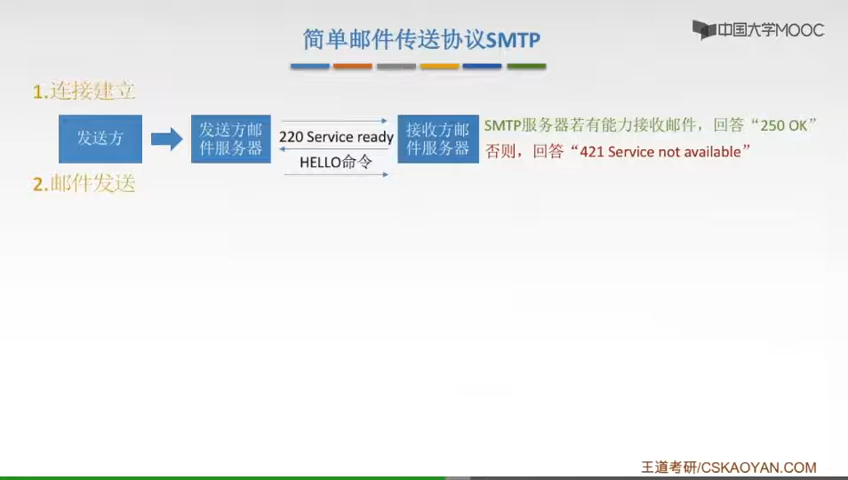 简单邮件传送协议SMTP
中国大学MOOC
1.连接建立
发送方
发送方邮
件服务器
220 Service ready
HELLO命令
接收方邮
件服务器
SMTP服务器若有能力接收邮件，回答“250 OK”
否则，回答“421 Service not available”
2.邮件发送
王道考研/CSKAOYAN.COM